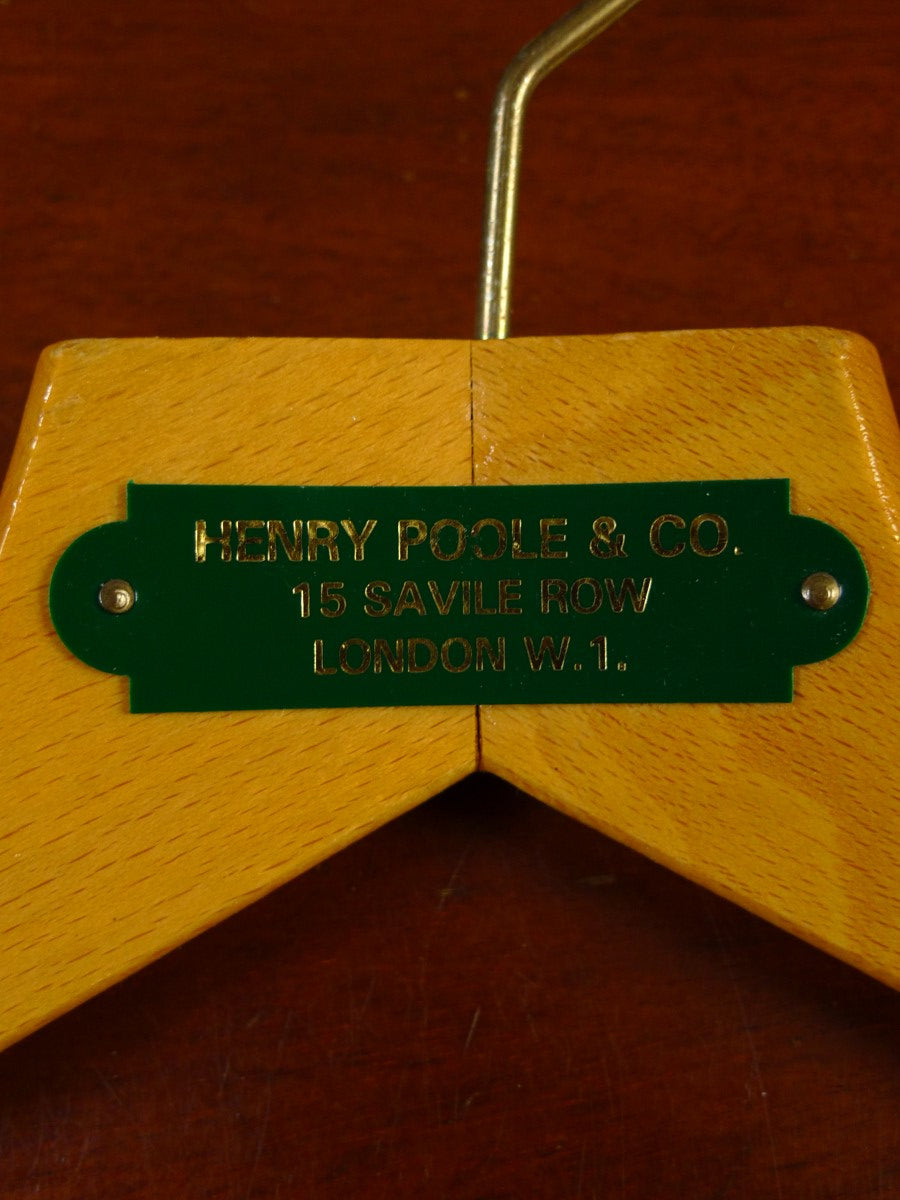 HENRY POOLE & CO.
15 SAVILE ROW
LONDON W.1.